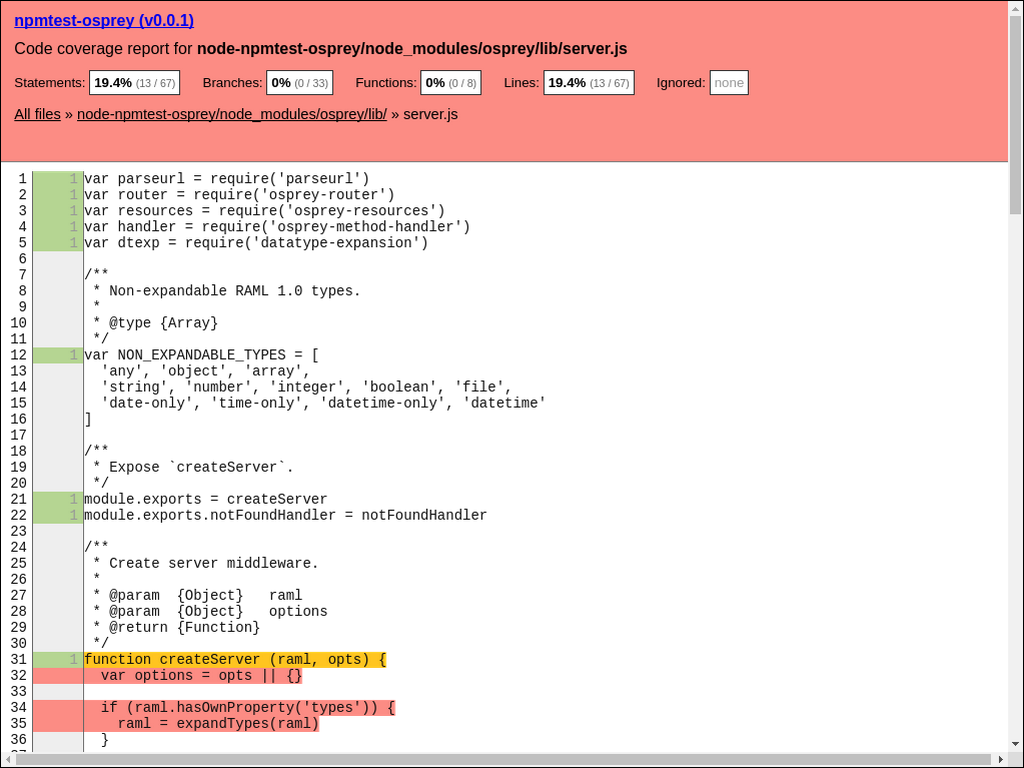 npmtest-osprey (v0.0.1)
Code coverage report for node-npmtest-osprey/node_modules/osprey/lib/server.js
Statements: 19.4% (13 / 67) Branches: 0% (0 / 33) Functions: 0% (0 / 8) Lines: 19.4% (13 / 67) Ignored: none
All files » node-npmtest-osprey/node_modules/osprey/lib/ » server.js
1 1 var parseurl = require('parseurl')
2 1 var router = require('osprey-router')
3 1 var resources = require('osprey-resources')
4 1 var handler = require('osprey-method-handler')
5 1 var dtexp = require('datatype-expansion')
6
7 /**
8  * Non-expandable RAML 1.0 types.
9  *
10  * @type {Array}
11  */
12 1 var NON_EXPANDABLE_TYPES = [
13   'any', 'object', 'array',
14   'string', 'number', 'integer', 'boolean', 'file',
15   'date-only', 'time-only', 'datetime-only', 'datetime'
16 ]
17
18 /**
19  * Expose `createServer`.
20  */
21 1 module.exports = createServer
22 1 module.exports.notFoundHandler = notFoundHandler
23
24 /**
25  * Create server middleware.
26  *
27  * @param  {Object}   raml
28  * @param  {Object}   options
29  * @return {Function}
30  */
31 1 function createServer (raml, opts) {
32   var options = opts || {}
33
34   if (raml.hasOwnProperty('types')) {
35     raml = expandTypes(raml)
36   }